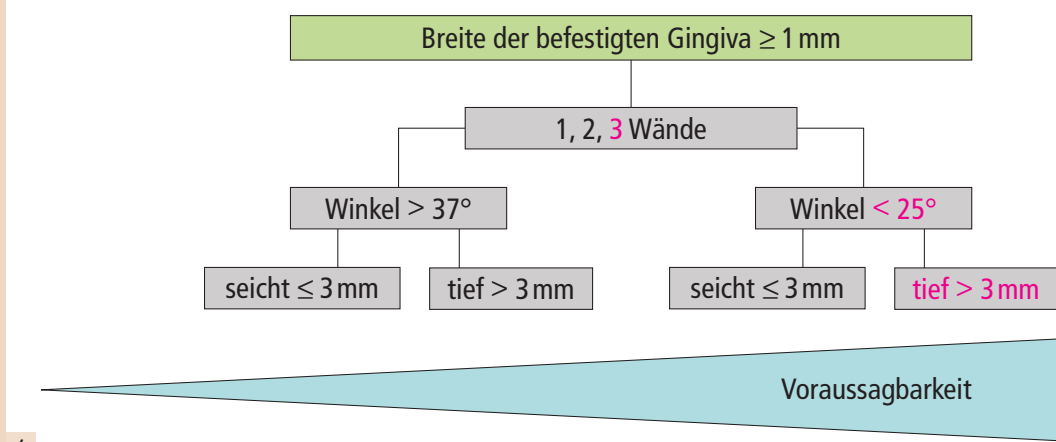 Breite der befestigten Gingiva ≥ 1 mm
1, 2, 3 Wände
Winkel > 37°
Winkel < 25°
seicht ≤ 3 mm
tief > 3 mm
seicht ≤ 3 mm
tief > 3 mm
Voraussagbarkeit